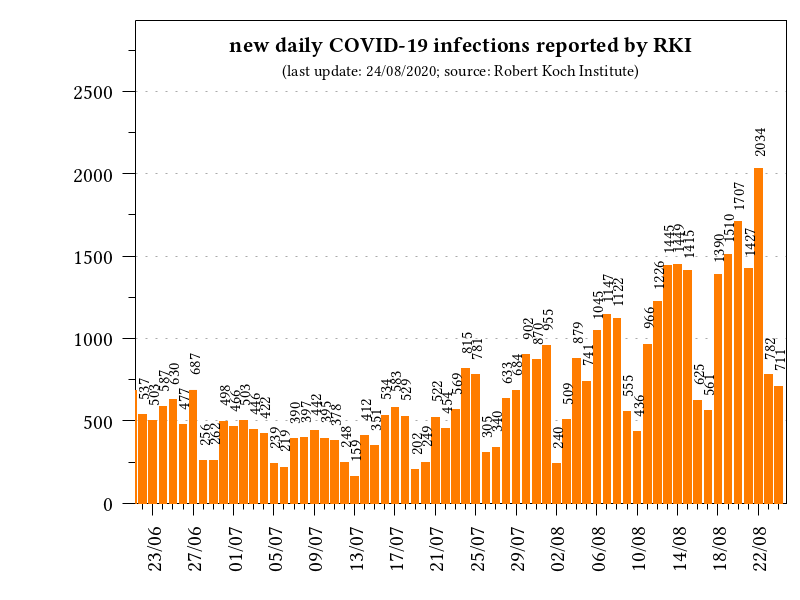 new daily COVID-19 infections reported by RKI
(last update: 24/08/2020; source: Robert Koch Institute)
2500
2000
1500
1000
500
0
537 503 587 630 477 687 256 262 498 466 503 446 422 239 219 390 397 442 395 378 248 159 412 351 534 583 529 202 249 522 454 569 815 781 305 340 633 684 902 870 955 240 509 879 741 1045 1147 1122 555 436 966 1226 1445 1449 1415 625 561 1390 1510 1707 1427 2034 782 711
23/06 27/06 01/07 05/07 09/07 13/07 17/07 21/07 25/07 29/07 02/08 06/08 10/08 14/08 18/08 22/08